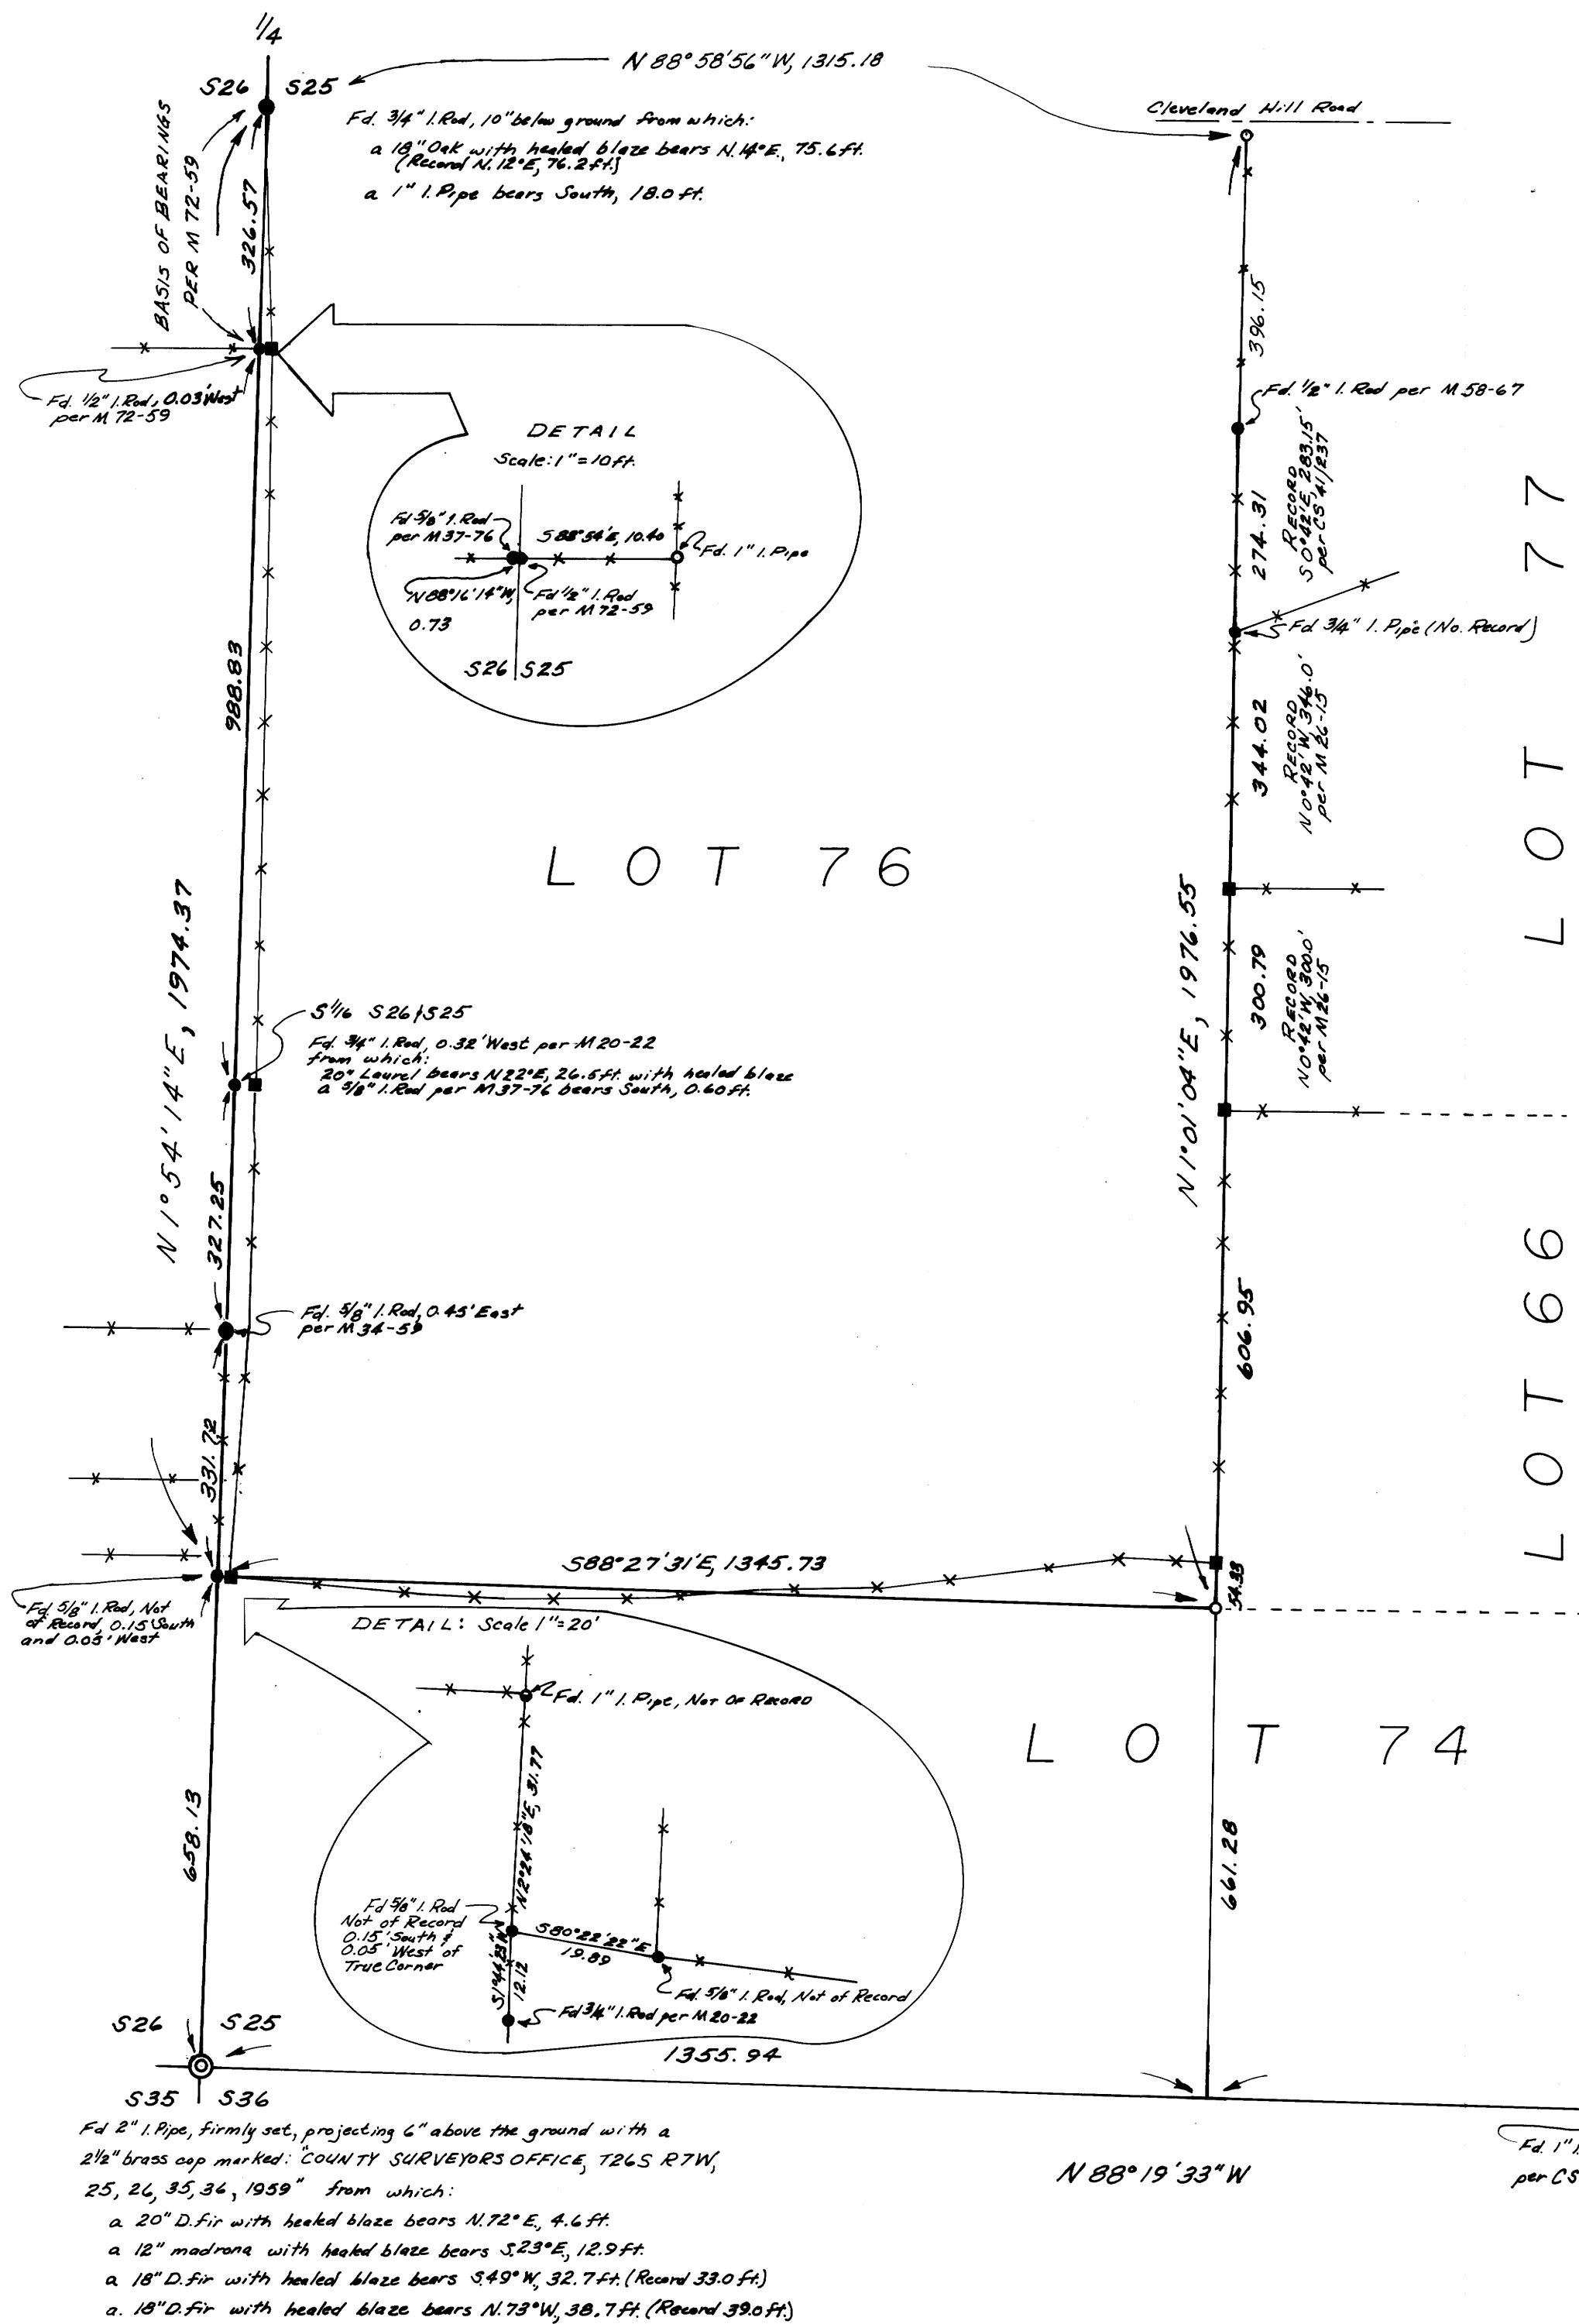 1/4
S26 S25
N 88° 58' 56" W, 1315.18
Cleveland Hill Road
Fd. 3/4" I. Rod, 10" below ground from which:
a 18" Oak with healed blaze bears N.14°E., 75.6 ft.
(Record N.12°E, 76.2 ft.)
a 1" I. Pipe bears South, 18.0 ft.
BASIS OF BEARINGS
PER M 72-59
326.57
Fd. 1/2" I. Rod, 0.03' West
per M 72-59
DETAIL
Scale: 1" = 10 ft.
Fd 5/8" I. Rod
per M 37-76
S 88° 54' E, 10.40
Fd. 1" I. Pipe
N 88° 16' 14" W,
0.73
Fd 1/2" I. Rod
per M 72-59
S26 S25
396.15
Fd. 1/2" I. Rod per M 58-67
274.31
RECORD
S 0° 42' E, 283.15'
per CS 41/237
Fd. 3/4" I. Pipe (No. Record)
344.02
RECORD
N 0° 42' W, 346.0'
per M 26-15
LOT 77
988.83
LOT 76
N 1° 54' 14" E, 1974.37
N 1° 01' 04" E, 1976.55
300.79
RECORD
N 0° 42' W, 300.0'
per M 26-15
S 1/16 S26 S25
Fd. 3/4" I. Rod, 0.32' West per M 20-22
from which:
20" Laurel bears N 22° E, 26.5 ft. with healed blaze
a 5/8" I. Rod per M 37-76 bears South, 0.60 ft.
327.25
Fd. 5/8" I. Rod, 0.45' East
per M 34-59
606.95
LOT 66
331.72
S 88° 27' 31' E, 1345.73
54.33
Fd. 5/8" I. Rod, Not
of Record, 0.15' South
and 0.05' West
DETAIL: Scale 1" = 20'
Fd. 1" I. Pipe, Not Of Record
N 2° 24' 18" E, 31.77
Fd 5/8" I. Rod
Not of Record
0.15' South &
0.05' West of
True Corner
S 80° 22' 22" E
19.89
12.12
Fd. 5/8" I. Rod, Not of Record
Fd 3/4" I. Rod per M 20-22
LOT 74
658.13
661.28
S26 S25
1355.94
S35 S36
N 88° 19' 33" W
Fd. 1" I.
per CS
Fd 2" I. Pipe, firmly set, projecting 6" above the ground with a
2 1/2" brass cap marked: "COUNTY SURVEYORS OFFICE, T26S R7W,
25, 26, 35, 36, 1959" from which:
a 20" D. fir with healed blaze bears N. 72° E., 4.6 ft.
a 12" madrona with healed blaze bears S. 23° E, 12.9 ft.
a 18" D. fir with healed blaze bears S. 49° W, 32.7 ft. (Record 33.0 ft.)
a. 18" D. fir with healed blaze bears N. 73° W, 38.7 ft. (Record 39.0 ft.)